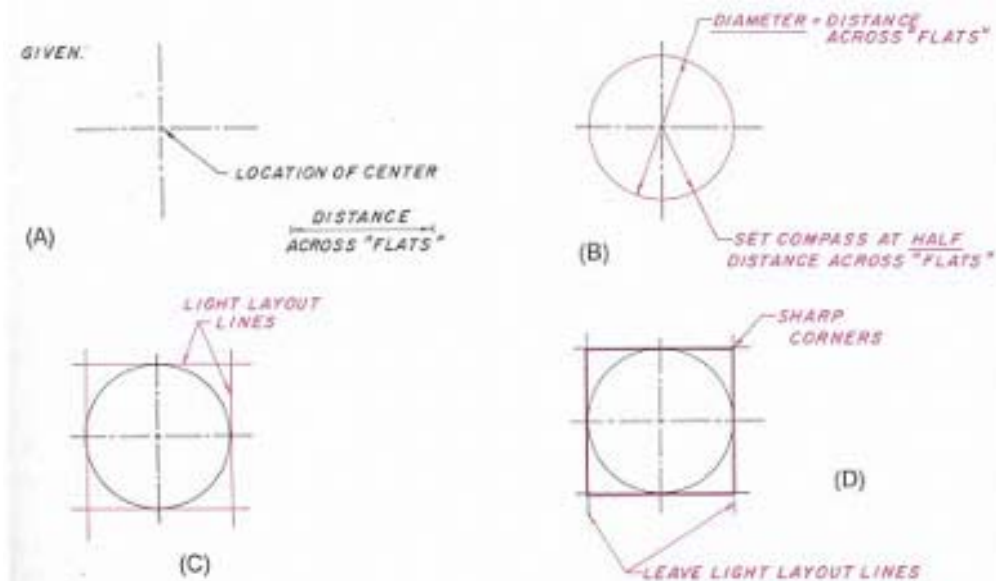 GIVEN:
LOCATION OF CENTER
DISTANCE
ACROSS "FLATS"
(A)
DIAMETER = DISTANCE
ACROSS "FLATS"
SET COMPASS AT HALF
DISTANCE ACROSS "FLATS"
(B)
LIGHT LAYOUT
LINES
(C)
SHARP
CORNERS
(D)
LEAVE LIGHT LAYOUT LINES